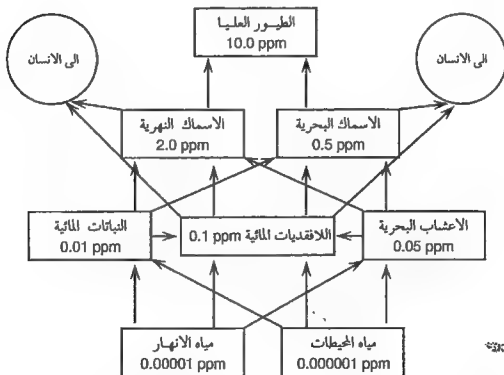 الطيور العليا
10.0 ppm
الى الانسان
الى الانسان
الاسماك النهرية
2.0 ppm
الاسماك البحرية
0.5 ppm
النباتات المائية
0.01 ppm
اللافقديات المائية 0.1 ppm
الاعشاب البحرية
0.05 ppm
مياه الانهار
0.00001 ppm
مياه المحيطات
0.000001 ppm